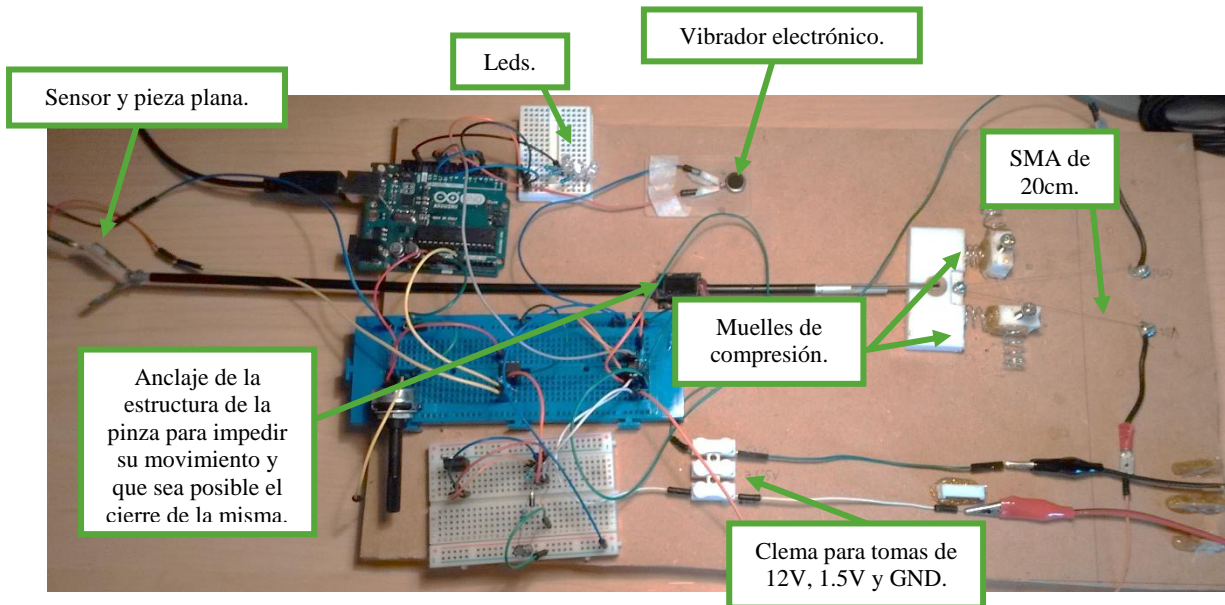 Vibrador electrónico.
Leds.
Sensor y pieza plana.
SMA de
20cm.
Muelles de
compresión.
Anclaje de la
estructura de la
pinza para impedir
su movimiento y
que sea posible el
cierre de la misma.
Clema para tomas de
12V, 1.5V y GND.
ARDUINO